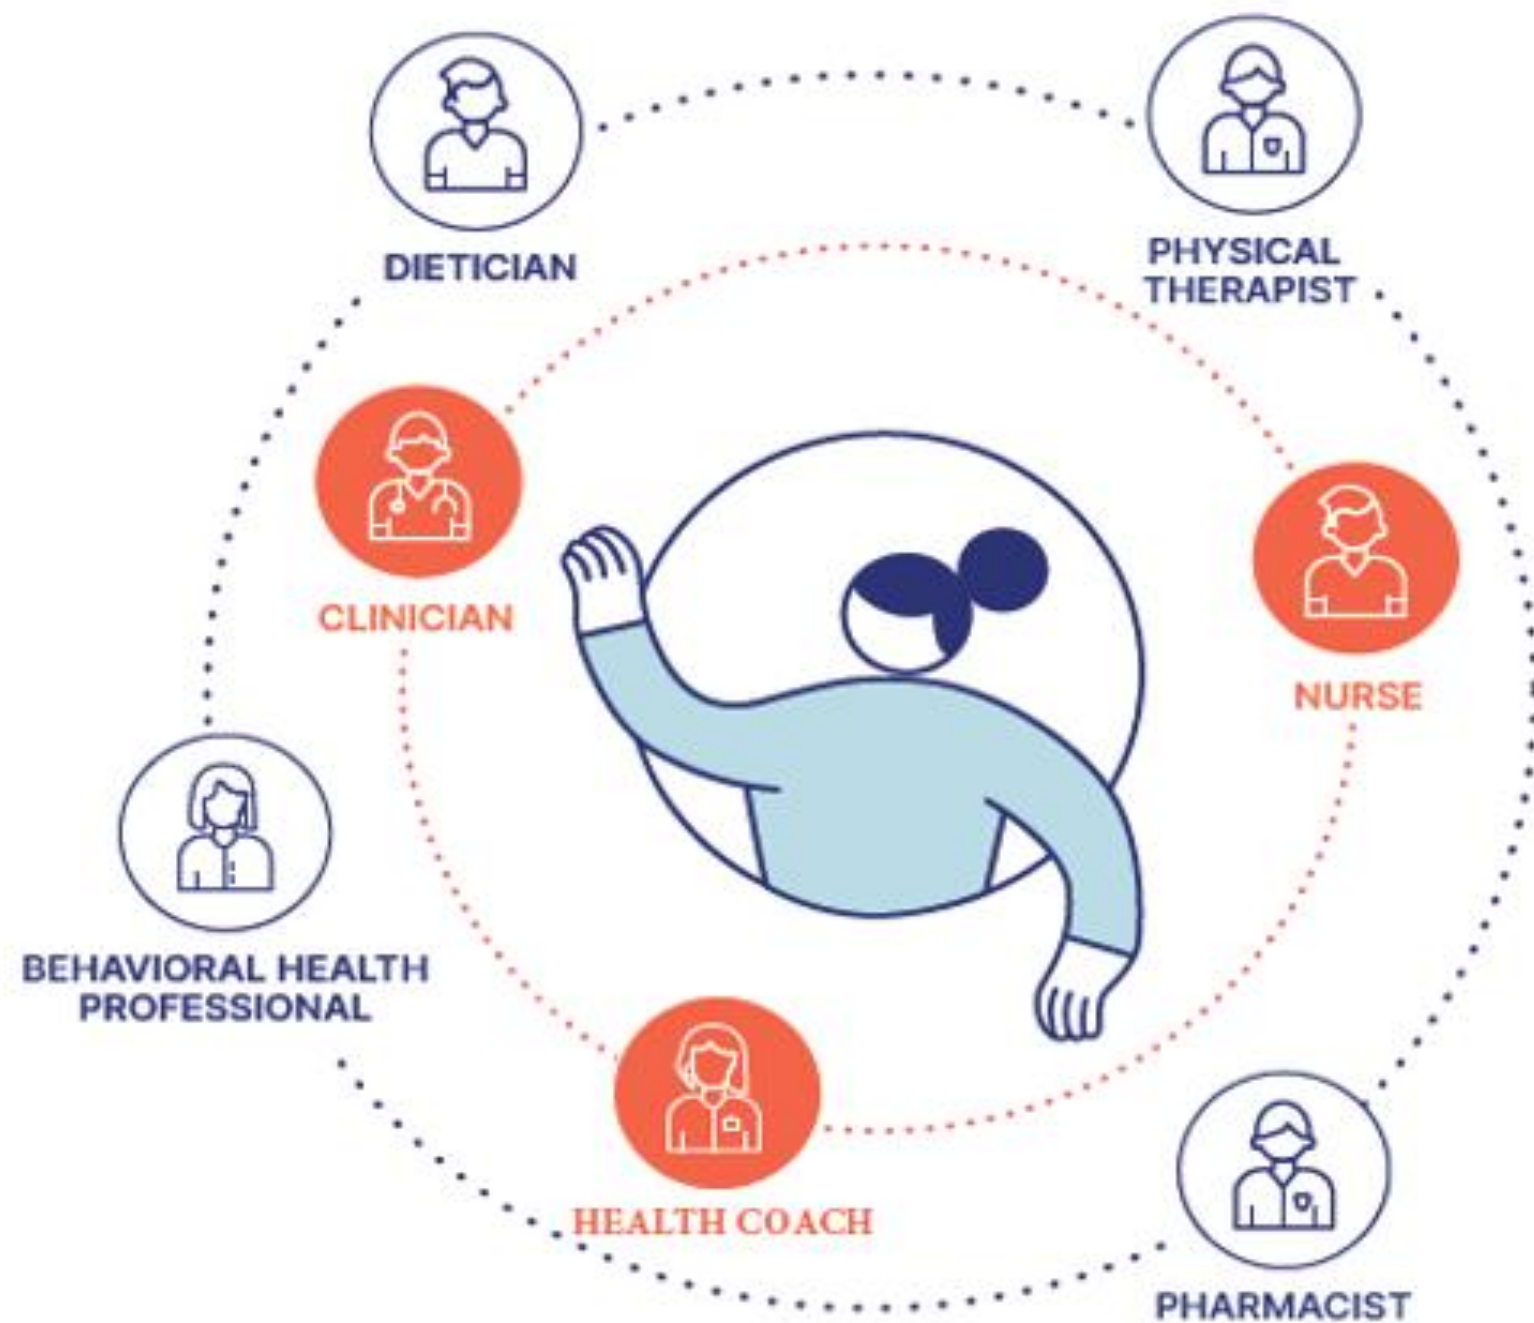 DIETICIAN
PHYSICAL
THERAPIST
CLINICIAN
NURSE
BEHAVIORAL HEALTH
PROFESSIONAL
HEALTH COACH
PHARMACIST